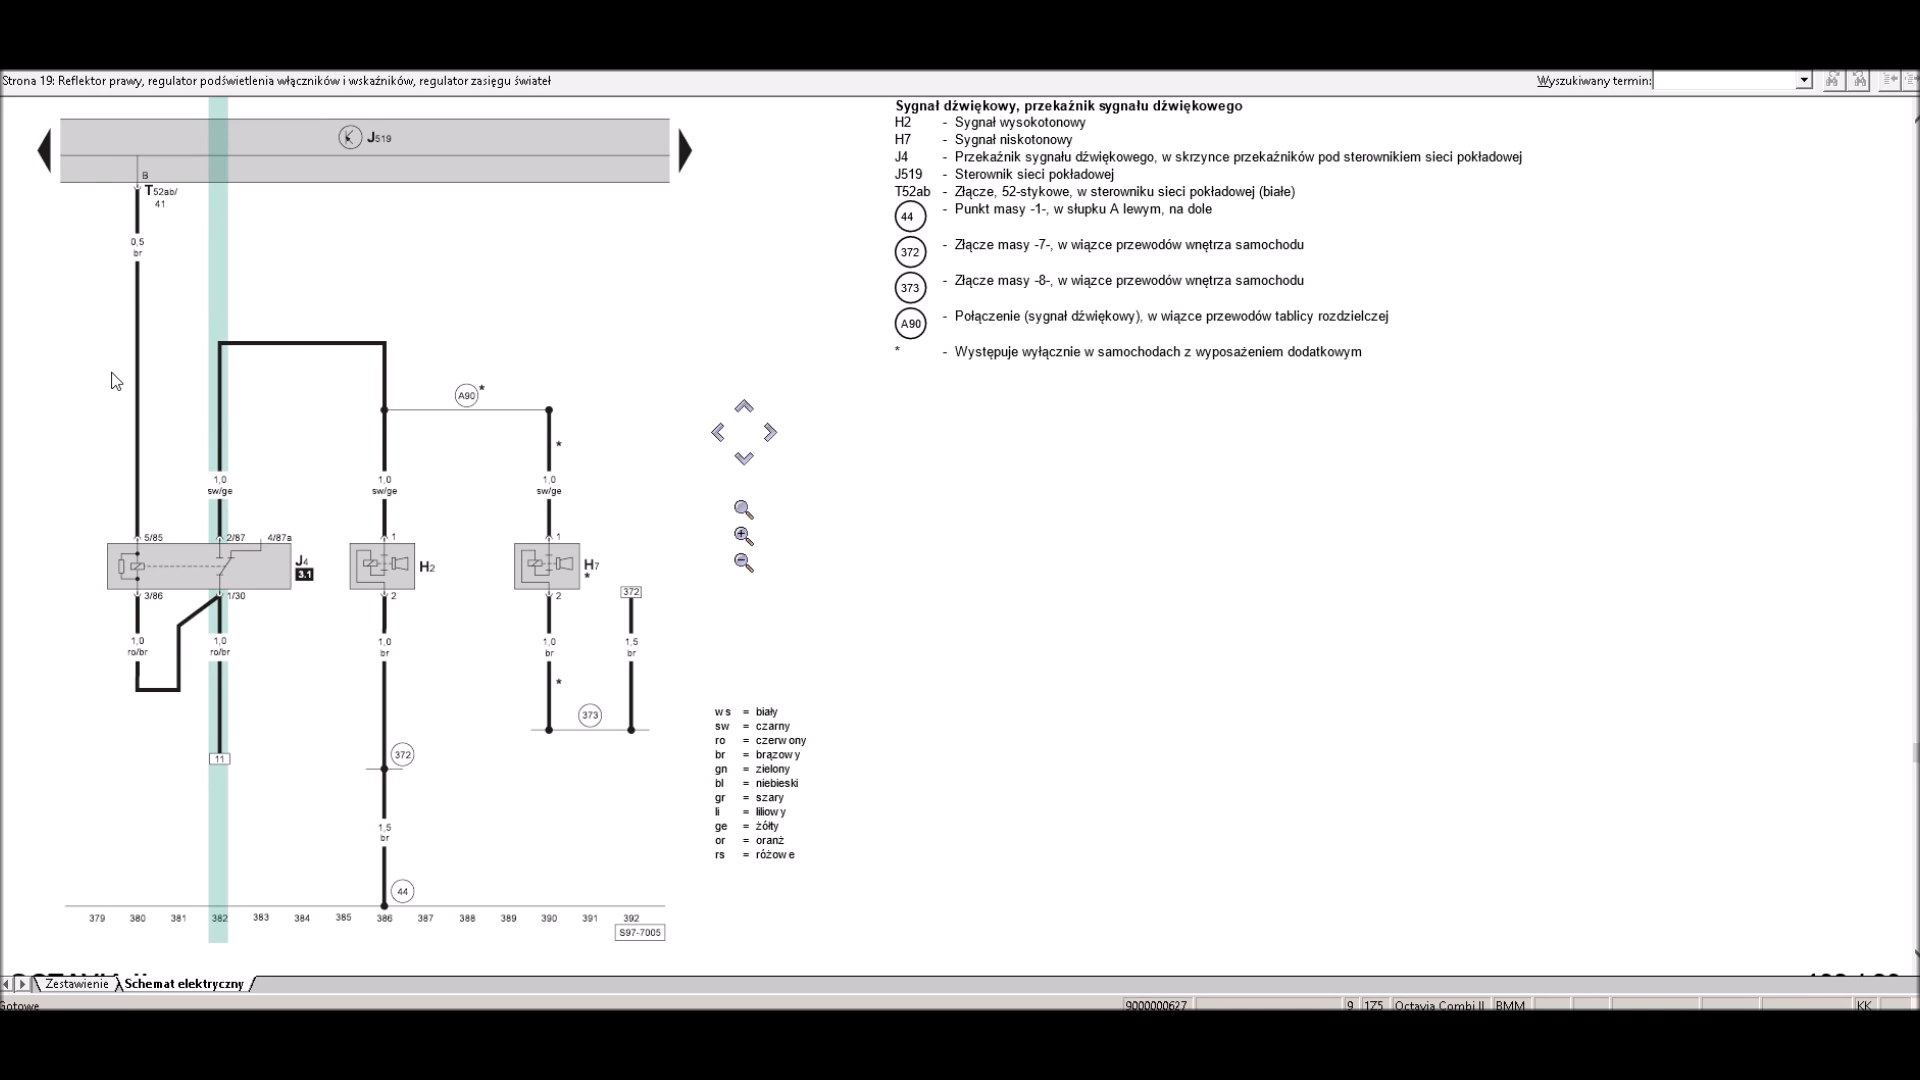 Strona 19: Reflektor prawy, regulator podświetlenia włączników i wskaźników, regulator zasięgu świateł
Wyszukiwany termin:
J519
B
T52ab/
41
0,5
br
A90
*
*
1,0
sw/ge
1,0
sw/ge
1,0
sw/ge
5/85
2/87
4/87a
1
1
J4
3.1
H2
H7
*
3/86
1/30
2
2
372
1,0
ro/br
1,0
ro/br
1,0
br
1,0
br
1,5
br
*
373
372
11
1,5
br
44
379 380 381 382 383 384 385 386 387 388 389 390 391 392
S97-7005
Sygnał dźwiękowy, przekaźnik sygnału dźwiękowego
H2 - Sygnał wysokotonowy
H7 - Sygnał niskotonowy
J4 - Przekaźnik sygnału dźwiękowego, w skrzynce przekaźników pod sterownikiem sieci pokładowej
J519 - Sterownik sieci pokładowej
T52ab - Złącze, 52-stykowe, w sterowniku sieci pokładowej (białe)
44 - Punkt masy -1-, w słupku A lewym, na dole
372 - Złącze masy -7-, w wiązce przewodów wnętrza samochodu
373 - Złącze masy -8-, w wiązce przewodów wnętrza samochodu
A90 - Połączenie (sygnał dźwiękowy), w wiązce przewodów tablicy rozdzielczej
* - Występuje wyłącznie w samochodach z wyposażeniem dodatkowym
ws = biały
sw = czarny
ro = czerwony
br = brązowy
gn = zielony
bl = niebieski
gr = szary
li = liliowy
ge = żółty
or = oranż
rs = różowe
Zestawienie
Schemat elektryczny
Gotowe
9000000627
9
1Z5
Octavia Combi II
BMM
KK